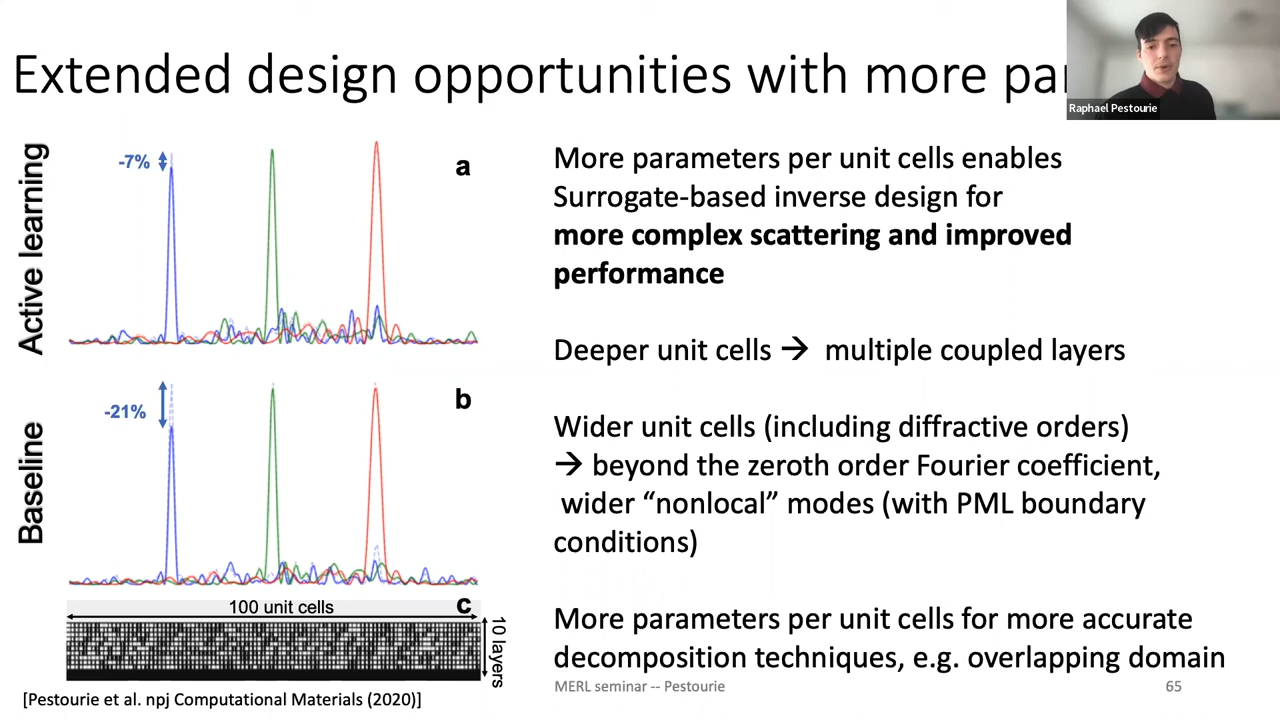 Extended design opportunities with more
Raphael Pestourie
Active learning
-7%
a
More parameters per unit cells enables
Surrogate-based inverse design for
more complex scattering and improved
performance
Deeper unit cells → multiple coupled layers
Baseline
-21%
b
Wider unit cells (including diffractive orders)
→ beyond the zeroth order Fourier coefficient,
wider “nonlocal” modes (with PML boundary
conditions)
100 unit cells
c
10 layers
More parameters per unit cells for more accurate
decomposition techniques, e.g. overlapping domain
[Pestourie et al. npj Computational Materials (2020)]
MERL seminar -- Pestourie
65